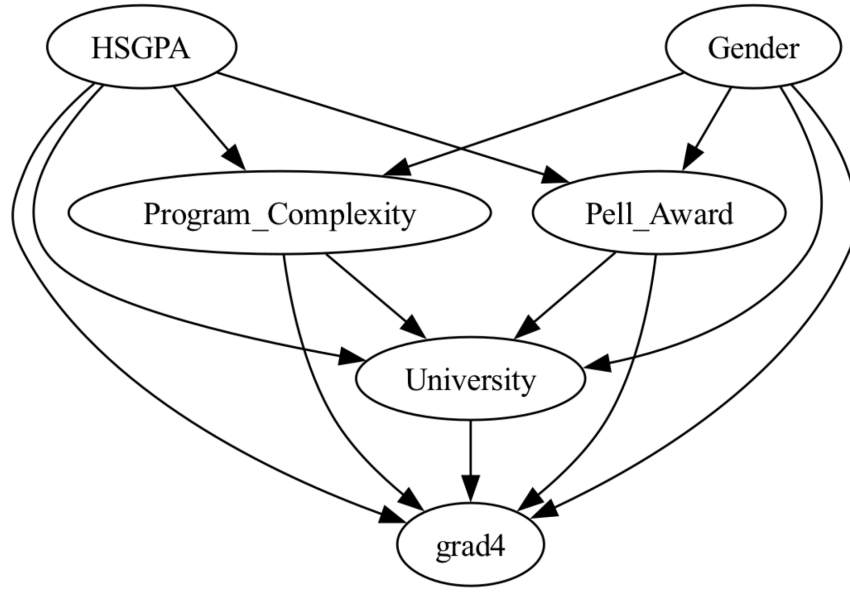 HSGPA
Gender
Program_Complexity
Pell_Award
University
grad4